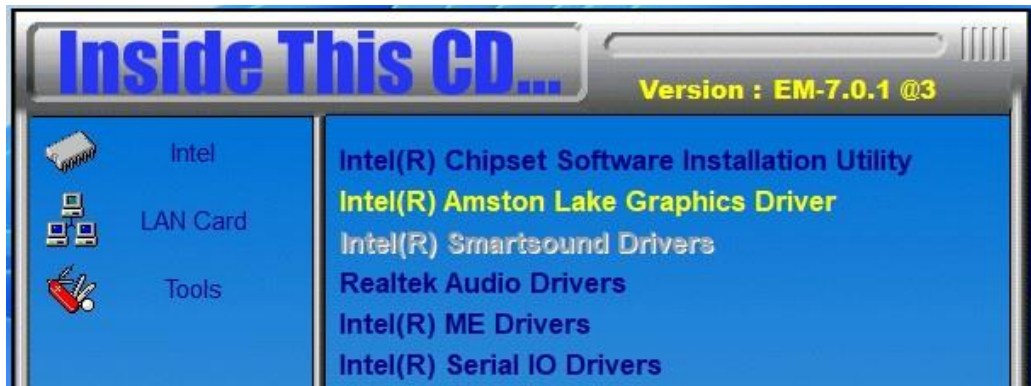 Inside This CD...
Version : EM-7.0.1 @3
Intel
LAN Card
Tools
Intel(R) Chipset Software Installation Utility
Intel(R) Amston Lake Graphics Driver
Intel(R) Smartsound Drivers
Realtek Audio Drivers
Intel(R) ME Drivers
Intel(R) Serial IO Drivers